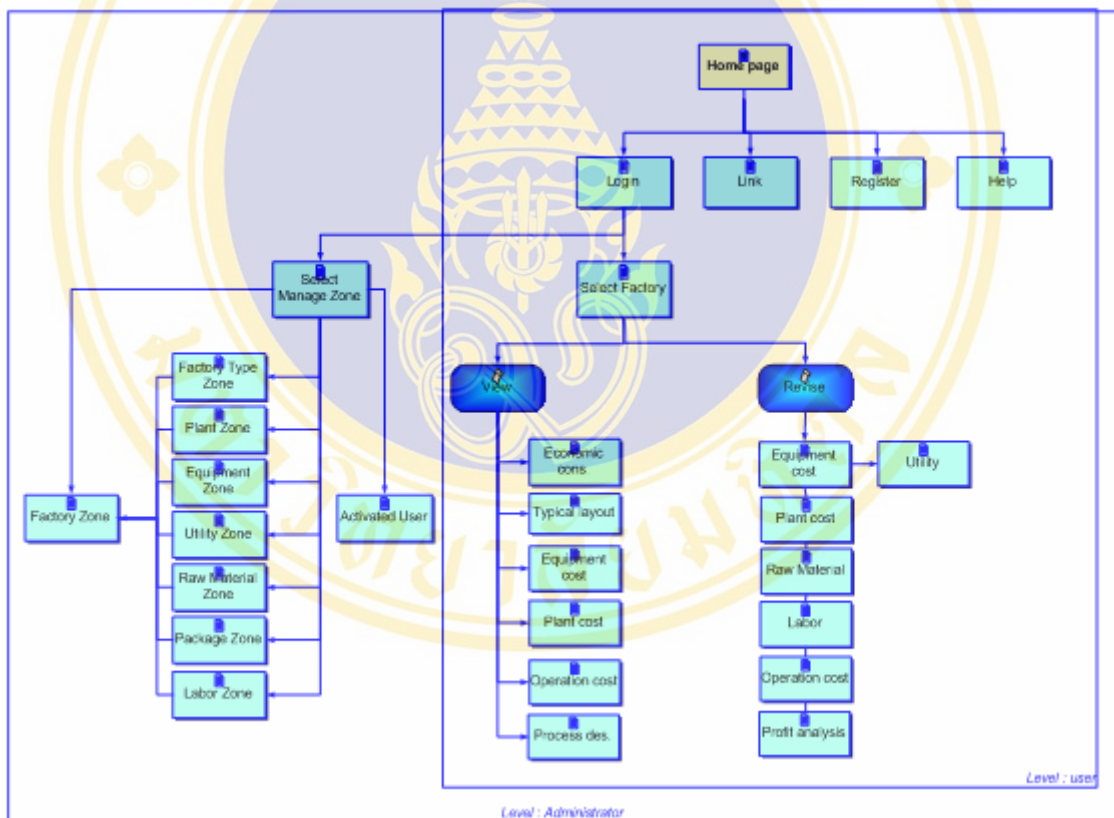 Home page
Login
Link
Register
Help
Select
Manage Zone
Select Factory
View
Revise
Factory Type
Zone
Plant Zone
Equipment
Zone
Utility Zone
Raw Material
Zone
Package Zone
Labor Zone
Factory Zone
Activated User
Economic
cons
Typical layout
Equipment
cost
Plant cost
Operation cost
Process des.
Equipment
cost
Utility
Plant cost
Raw Material
Labor
Operation cost
Profit analysis
Level : user
Level : Administrator